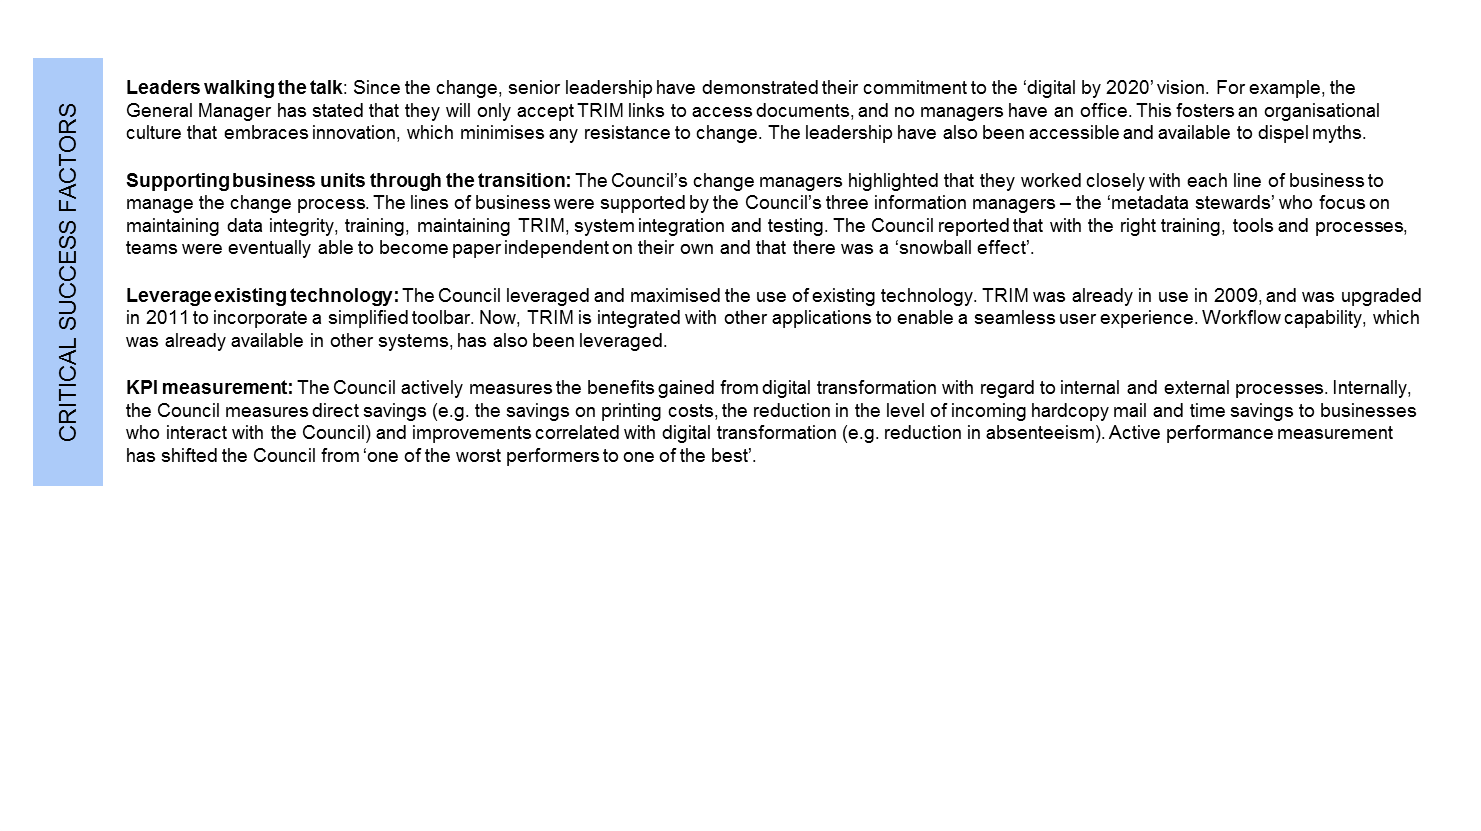 CRITICAL SUCCESS FACTORS
Leaders walking the talk: Since the change, senior leadership have demonstrated their commitment to the ‘digital by 2020’ vision. For example, the
General Manager has stated that they will only accept TRIM links to access documents, and no managers have an office. This fosters an organisational
culture that embraces innovation, which minimises any resistance to change. The leadership have also been accessible and available to dispel myths.
Supporting business units through the transition: The Council’s change managers highlighted that they worked closely with each line of business to
manage the change process. The lines of business were supported by the Council’s three information managers – the ‘metadata stewards’ who focus on
maintaining data integrity, training, maintaining TRIM, system integration and testing. The Council reported that with the right training, tools and processes,
teams were eventually able to become paper independent on their own and that there was a ‘snowball effect’.
Leverage existing technology: The Council leveraged and maximised the use of existing technology. TRIM was already in use in 2009, and was upgraded
in 2011 to incorporate a simplified toolbar. Now, TRIM is integrated with other applications to enable a seamless user experience. Workflow capability, which
was already available in other systems, has also been leveraged.
KPI measurement: The Council actively measures the benefits gained from digital transformation with regard to internal and external processes. Internally,
the Council measures direct savings (e.g. the savings on printing costs, the reduction in the level of incoming hardcopy mail and time savings to businesses
who interact with the Council) and improvements correlated with digital transformation (e.g. reduction in absenteeism). Active performance measurement
has shifted the Council from ‘one of the worst performers to one of the best’.